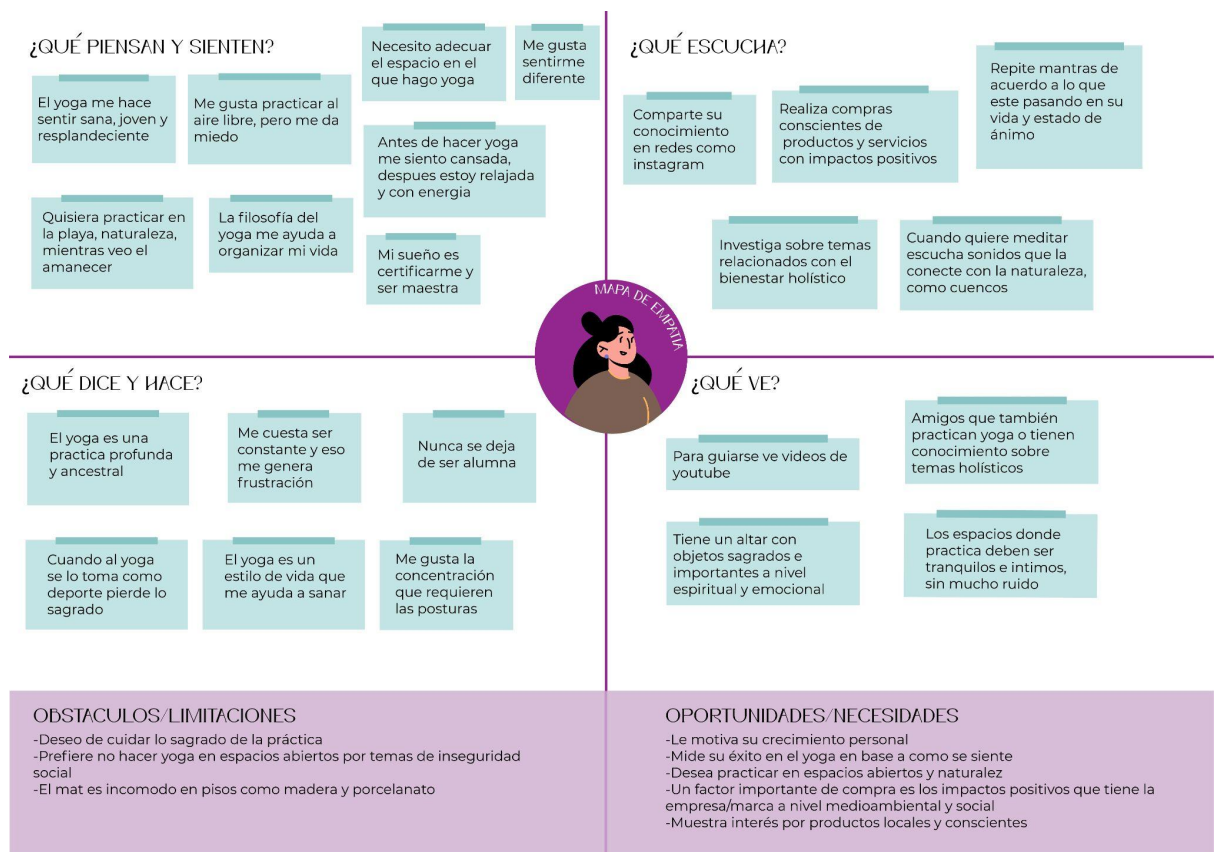 ¿QUÉ PIENSAN Y SIENTEN?
El yoga me hace
sentir sana, joven y
resplandeciente
Me gusta practicar al
aire libre, pero me da
miedo
Necesito adecuar
el espacio en el
que hago yoga
Me gusta
sentirme
diferente
Antes de hacer yoga
me siento cansada,
despues estoy relajada
y con energia
Quisiera practicar en
la playa, naturaleza,
mientras veo el
amanecer
La filosofía del
yoga me ayuda a
organizar mi vida
Mi sueño es
certificarme y
ser maestra
¿QUÉ ESCUCHA?
Comparte su
conocimiento
en redes como
instagram
Realiza compras
conscientes de
productos y servicios
con impactos positivos
Repite mantras de
acuerdo a lo que
este pasando en su
vida y estado de
ánimo
Investiga sobre temas
relacionados con el
bienestar holístico
Cuando quiere meditar
escucha sonidos que la
conecte con la naturaleza,
como cuencos
MAPA DE EMPATIA
¿QUÉ DICE Y HACE?
El yoga es una
practica profunda
y ancestral
Me cuesta ser
constante y eso
me genera
frustración
Nunca se deja
de ser alumna
Cuando al yoga
se lo toma como
deporte pierde lo
sagrado
El yoga es un
estilo de vida que
me ayuda a sanar
Me gusta la
concentración
que requieren
las posturas
¿QUÉ VE?
Para guiarse ve videos de
youtube
Amigos que también
practican yoga o tienen
conocimiento sobre
temas holísticos
Tiene un altar con
objetos sagrados e
importantes a nivel
espiritual y emocional
Los espacios donde
practica deben ser
tranquilos e intimos,
sin mucho ruido
OBSTACULOS/LIMITACIONES
-Deseo de cuidar lo sagrado de la práctica
-Prefiere no hacer yoga en espacios abiertos por temas de inseguridad
social
-El mat es incomodo en pisos como madera y porcelanato
OPORTUNIDADES/NECESIDADES
-Le motiva su crecimiento personal
-Mide su éxito en el yoga en base a como se siente
-Desea practicar en espacios abiertos y naturalez
-Un factor importante de compra es los impactos positivos que tiene la
empresa/marca a nivel medioambiental y social
-Muestra interés por productos locales y conscientes